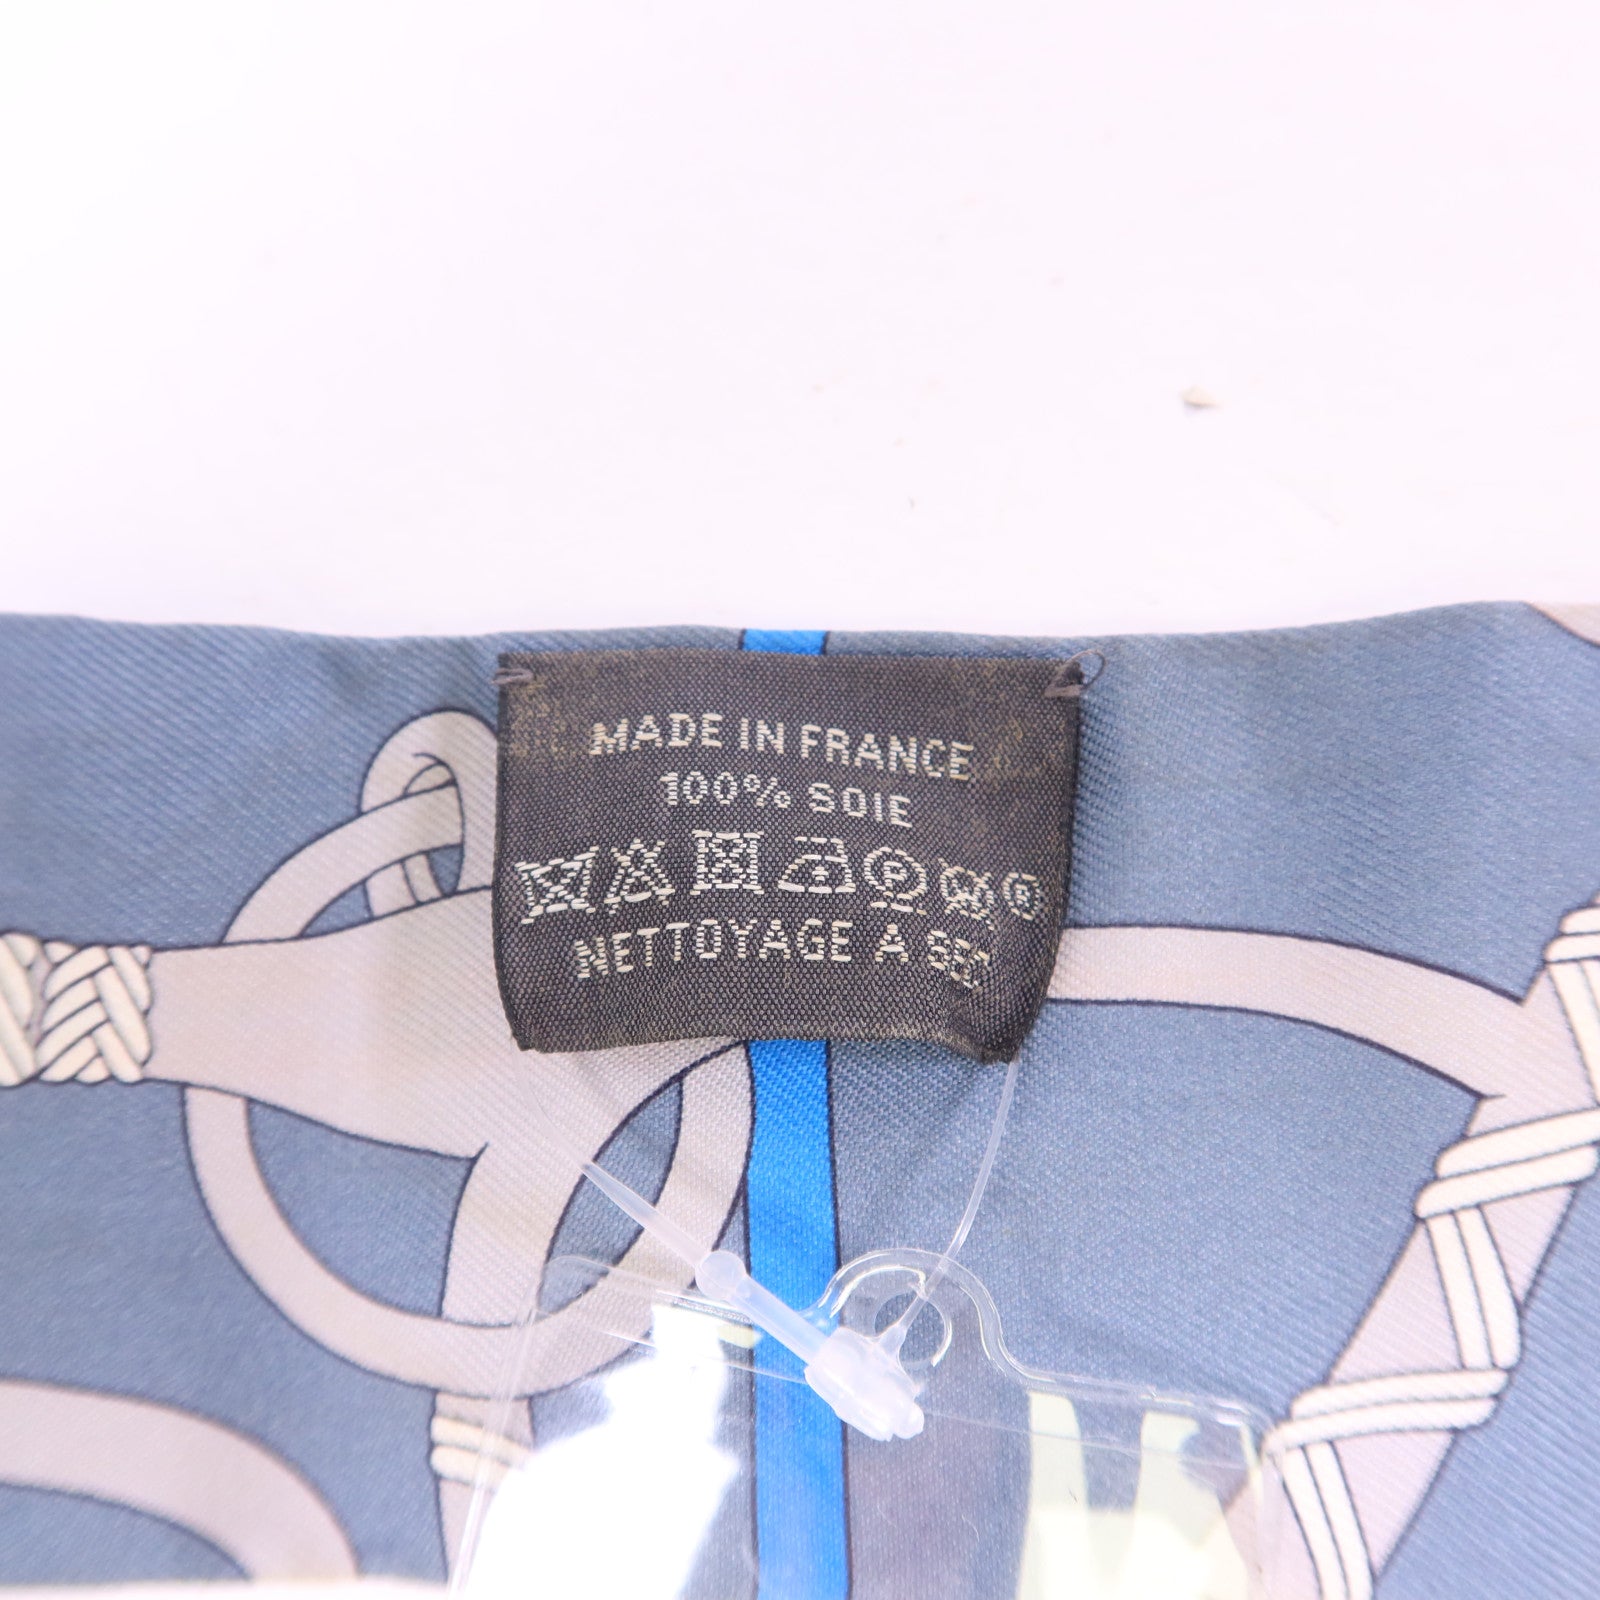 MADE IN FRANCE
100% SOIE
P W F
NETTOYAGE A SEC